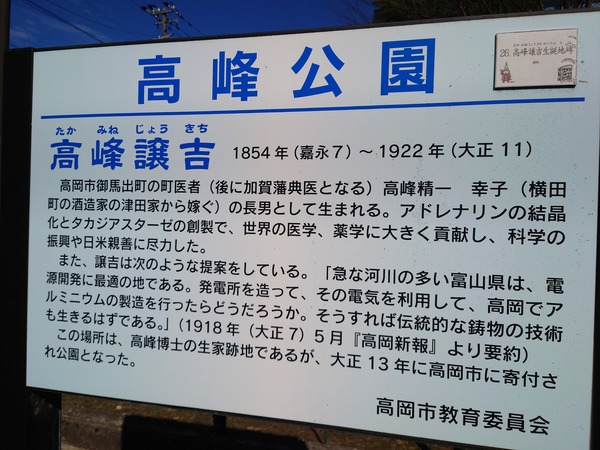 高峰公園
26. 高峰譲吉生誕地碑
たか みね じょう きち
高峰譲吉 1854年(嘉永7)～1922年(大正11)
高岡市御馬出町の町医者(後に加賀藩典医となる)高峰精一 幸子(横田
町の酒造家の津田家から嫁ぐ)の長男として生まれる。アドレナリンの結晶
化とタカジアスターゼの創製で、世界の医学、薬学に大きく貢献し、科学の
振興や日米親善に尽力した。
また、譲吉は次のような提案をしている。「急な河川の多い富山県は、電
源開発に最適の地である。発電所を造って、その電気を利用して、高岡でア
ルミニウムの製造を行ったらどうだろうか。そうすれば伝統的な鋳物の技術
も生きるはずである。」(1918年(大正7)5月『高岡新報』より要約)
この場所は、高峰博士の生家跡地であるが、大正13年に高岡市に寄付さ
れ公園となった。
高岡市教育委員会